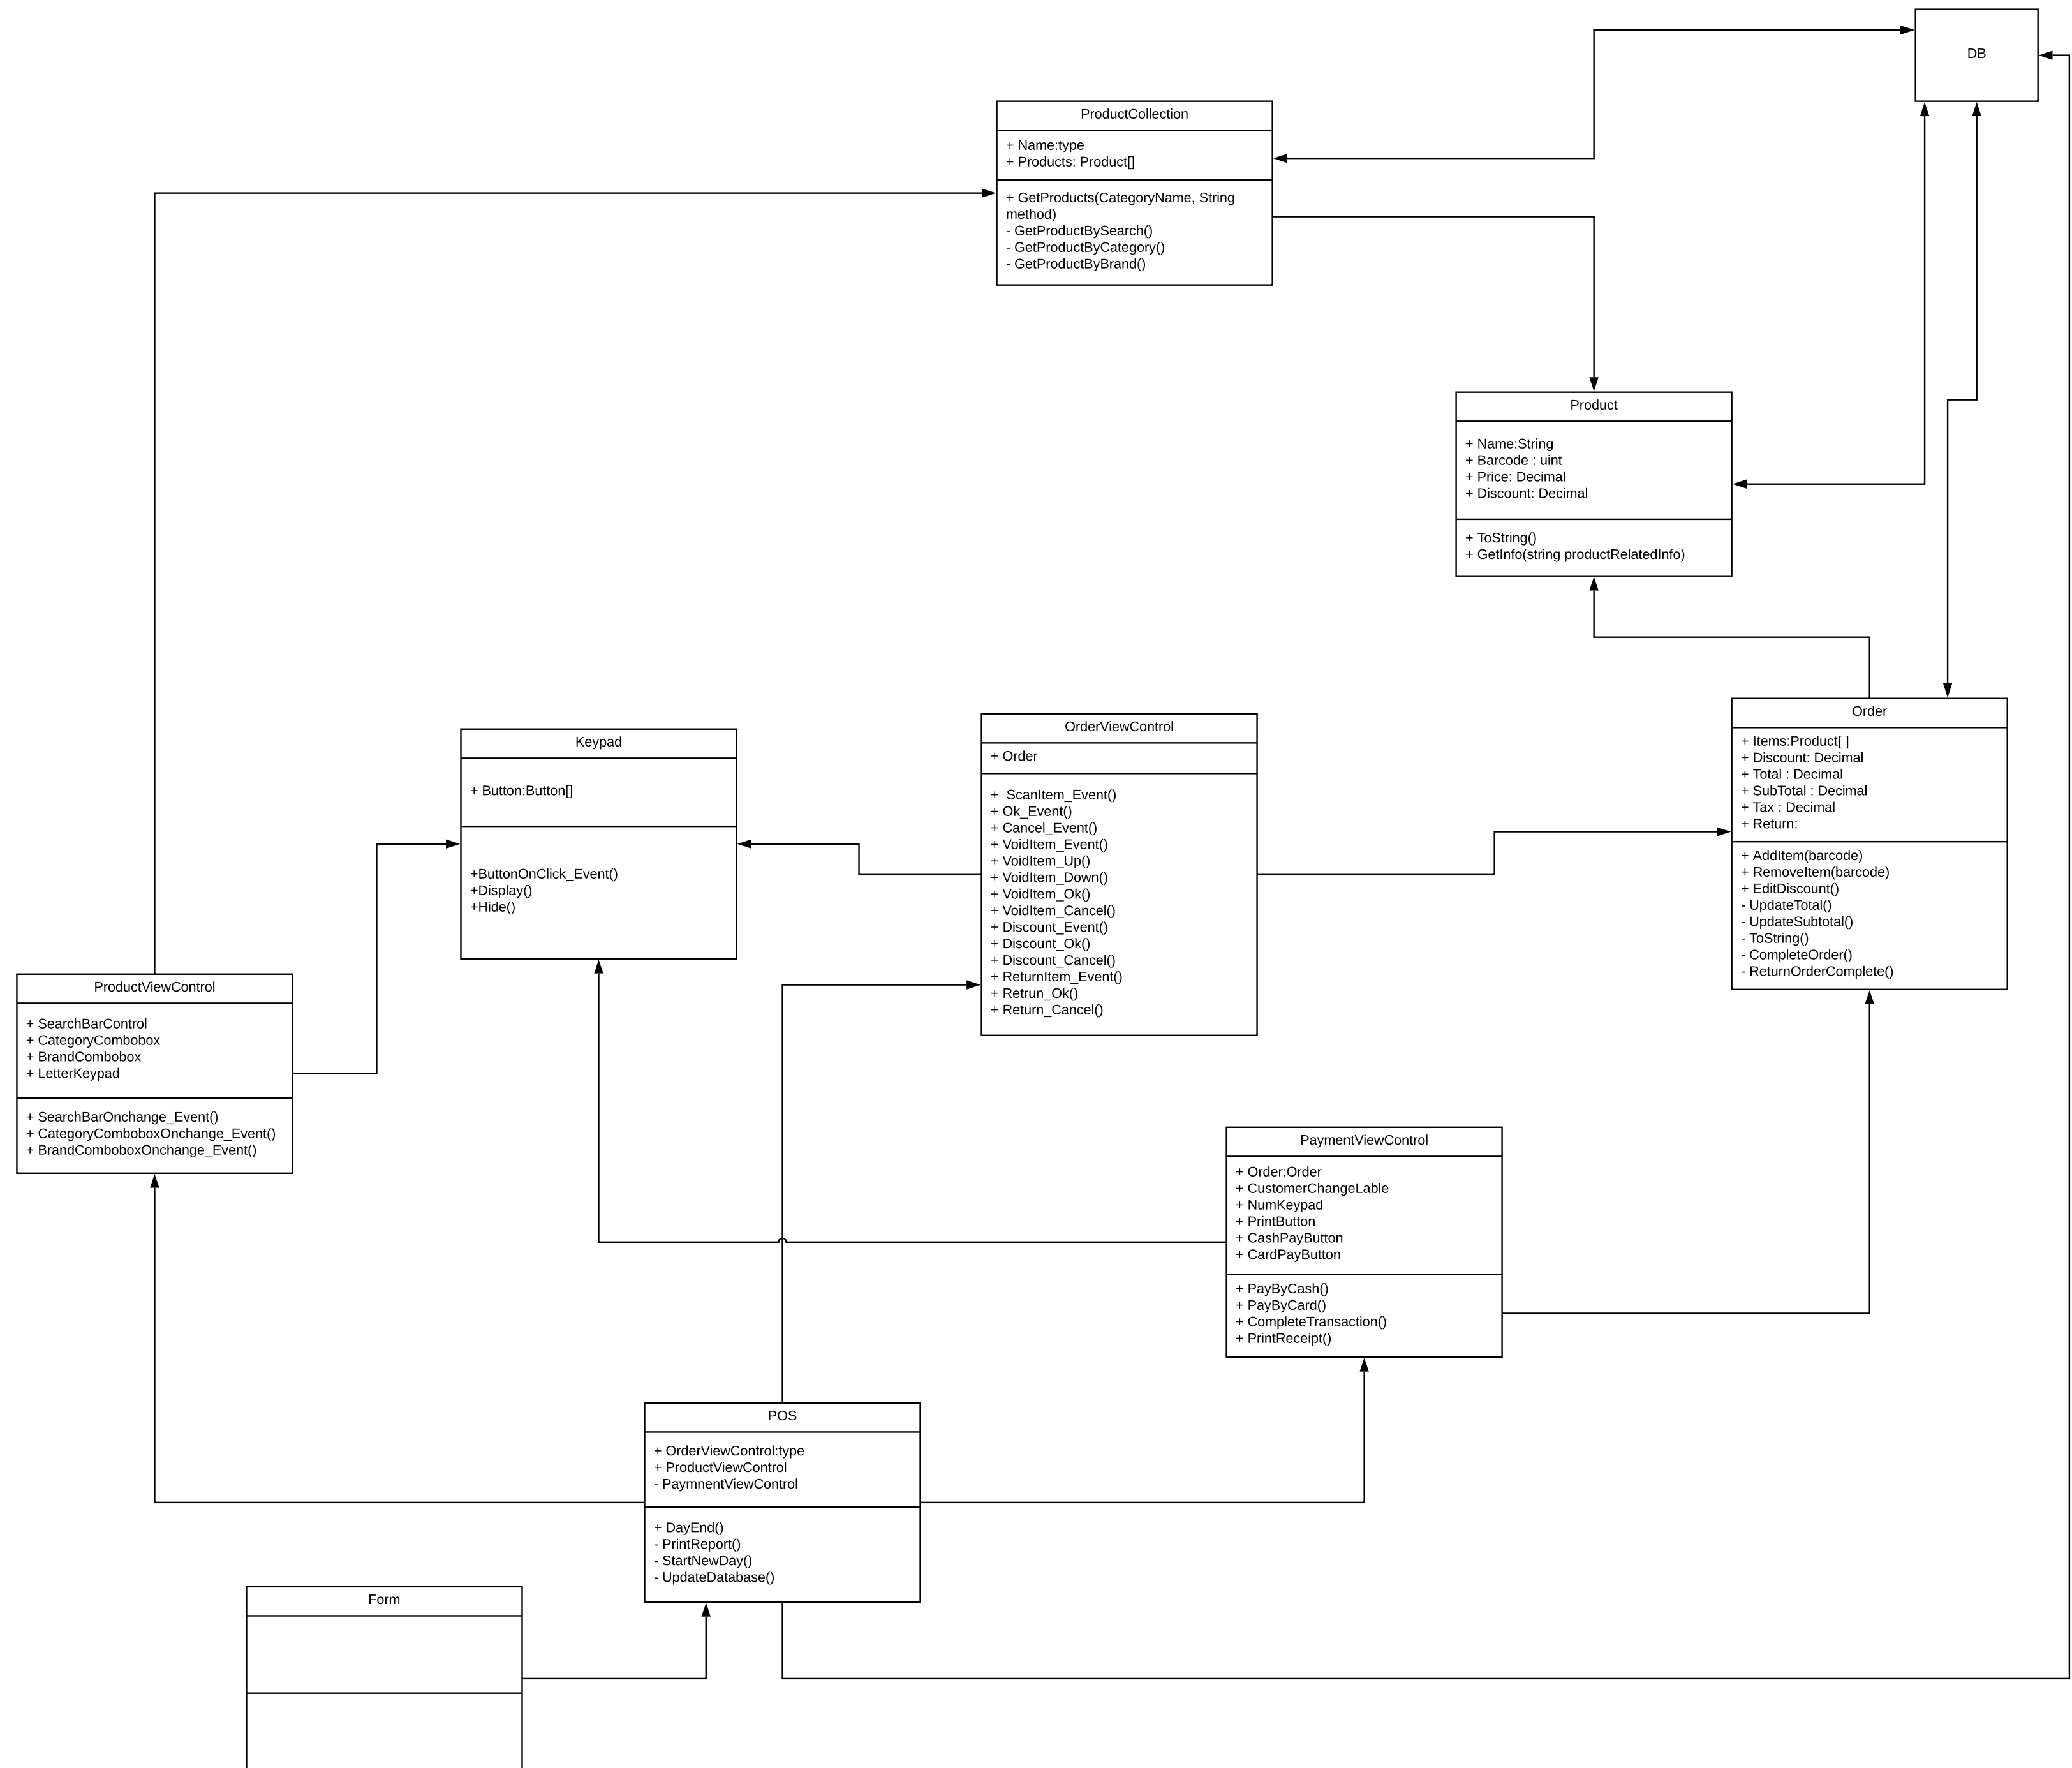 DB
ProductCollection
+ Name:type
+ Products: Product[]
+ GetProducts(CategoryName, String
method)
- GetProductBySearch()
- GetProductByCategory()
- GetProductByBrand()
Product
+ Name:String
+ Barcode : uint
+ Price: Decimal
+ Discount: Decimal
+ ToString()
+ GetInfo(string productRelatedInfo)
Keypad
+ Button:Button[]
+ButtonOnClick_Event()
+Display()
+Hide()
OrderViewControl
+ Order
+  ScanItem_Event()
+ Ok_Event()
+ Cancel_Event()
+ VoidItem_Event()
+ VoidItem_Up()
+ VoidItem_Down()
+ VoidItem_Ok()
+ VoidItem_Cancel()
+ Discount_Event()
+ Discount_Ok()
+ Discount_Cancel()
+ ReturnItem_Event()
+ Retrun_Ok()
+ Return_Cancel()
Order
+ Items:Product[ ]
+ Discount: Decimal
+ Total : Decimal
+ SubTotal : Decimal
+ Tax : Decimal
+ Return:
+ AddItem(barcode)
+ RemoveItem(barcode)
+ EditDiscount()
- UpdateTotal()
- UpdateSubtotal()
- ToString()
- CompleteOrder()
- ReturnOrderComplete()
ProductViewControl
+ SearchBarControl
+ CategoryCombobox
+ BrandCombobox
+ LetterKeypad
+ SearchBarOnchange_Event()
+ CategoryComboboxOnchange_Event()
+ BrandComboboxOnchange_Event()
PaymentViewControl
+ Order:Order
+ CustomerChangeLable
+ NumKeypad
+ PrintButton
+ CashPayButton
+ CardPayButton
+ PayByCash()
+ PayByCard()
+ CompleteTransaction()
+ PrintReceipt()
POS
+ OrderViewControl:type
+ ProductViewControl
- PaymnentViewControl
+ DayEnd()
- PrintReport()
- StartNewDay()
- UpdateDatabase()
Form